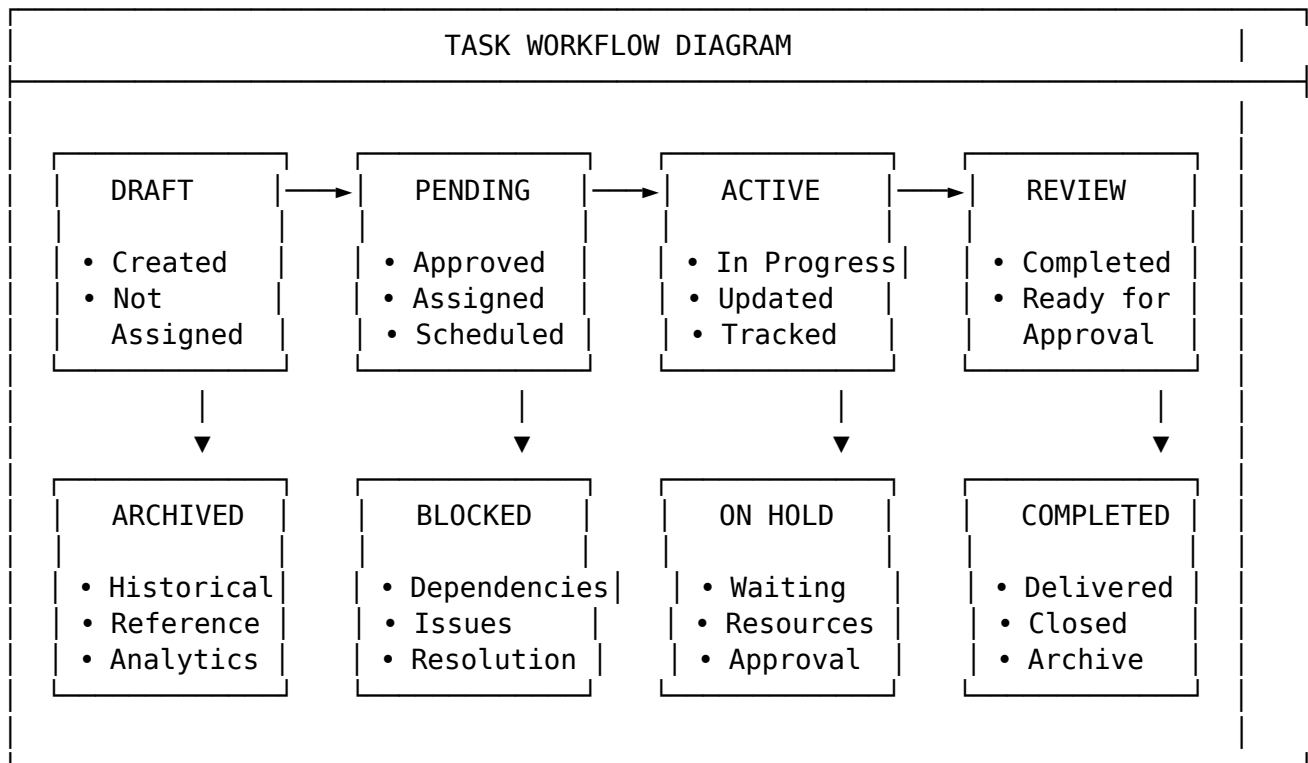 TASK WORKFLOW DIAGRAM
DRAFT PENDING ACTIVE REVIEW
• Created • Approved • In Progress • Completed
• Not • Assigned • Updated • Ready for
Assigned • Scheduled • Tracked Approval
ARCHIVED BLOCKED ON HOLD COMPLETED
• Historical • Dependencies • Waiting • Delivered
• Reference • Issues • Resources • Closed
• Analytics • Resolution • Approval • Archive